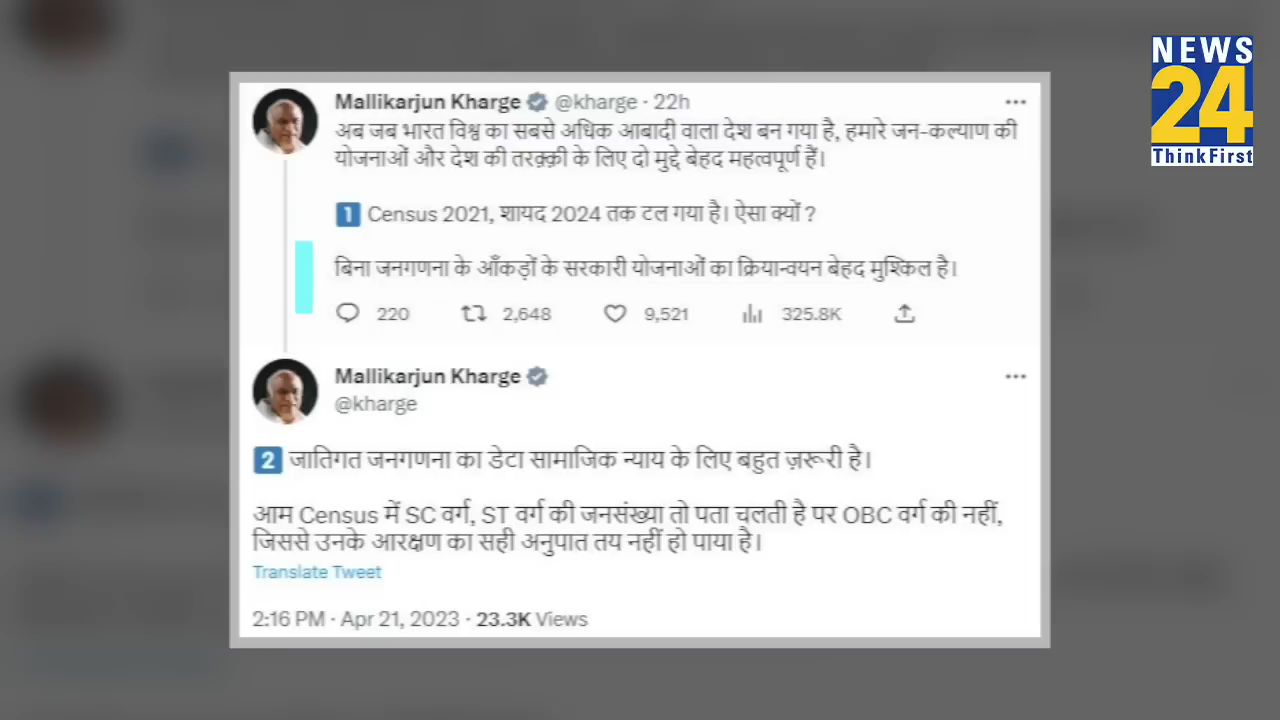 NEWS
24
ThinkFirst
Mallikarjun Kharge @kharge · 22h
अब जब भारत विश्व का सबसे अधिक आबादी वाला देश बन गया है, हमारे जन-कल्याण की
योजनाओं और देश की तरक़्क़ी के लिए दो मुद्दे बेहद महत्वपूर्ण हैं।
1 Census 2021, शायद 2024 तक टल गया है। ऐसा क्यों ?
बिना जनगणना के आँकड़ों के सरकारी योजनाओं का क्रियान्वयन बेहद मुश्किल है।
220 2,648 9,521 325.8K
Mallikarjun Kharge
@kharge
2 जातिगत जनगणना का डेटा सामाजिक न्याय के लिए बहुत ज़रूरी है।
आम Census में SC वर्ग, ST वर्ग की जनसंख्या तो पता चलती है पर OBC वर्ग की नहीं,
जिससे उनके आरक्षण का सही अनुपात तय नहीं हो पाया है।
Translate Tweet
2:16 PM · Apr 21, 2023 · 23.3K Views